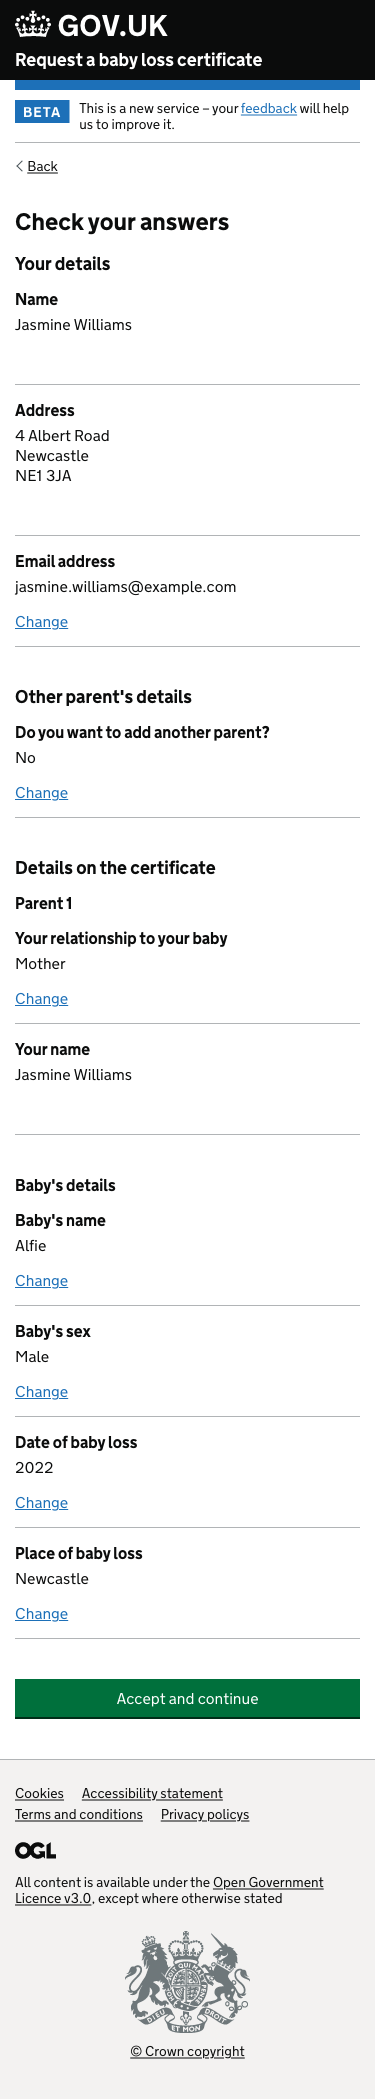 GOV.UK
Request a baby loss certificate
BETA
This is a new service – your feedback will help
us to improve it.
Back
Check your answers
Your details
Name
Jasmine Williams
Address
4 Albert Road
Newcastle
NE1 3JA
Email address
jasmine.williams@example.com
Change
Other parent's details
Do you want to add another parent?
No
Change
Details on the certificate
Parent 1
Your relationship to your baby
Mother
Change
Your name
Jasmine Williams
Baby's details
Baby's name
Alfie
Change
Baby's sex
Male
Change
Date of baby loss
2022
Change
Place of baby loss
Newcastle
Change
Accept and continue
Cookies Accessibility statement
Terms and conditions Privacy policys
OGL
All content is available under the Open Government
Licence v3.0, except where otherwise stated
DIEU ET MON DROIT
© Crown copyright